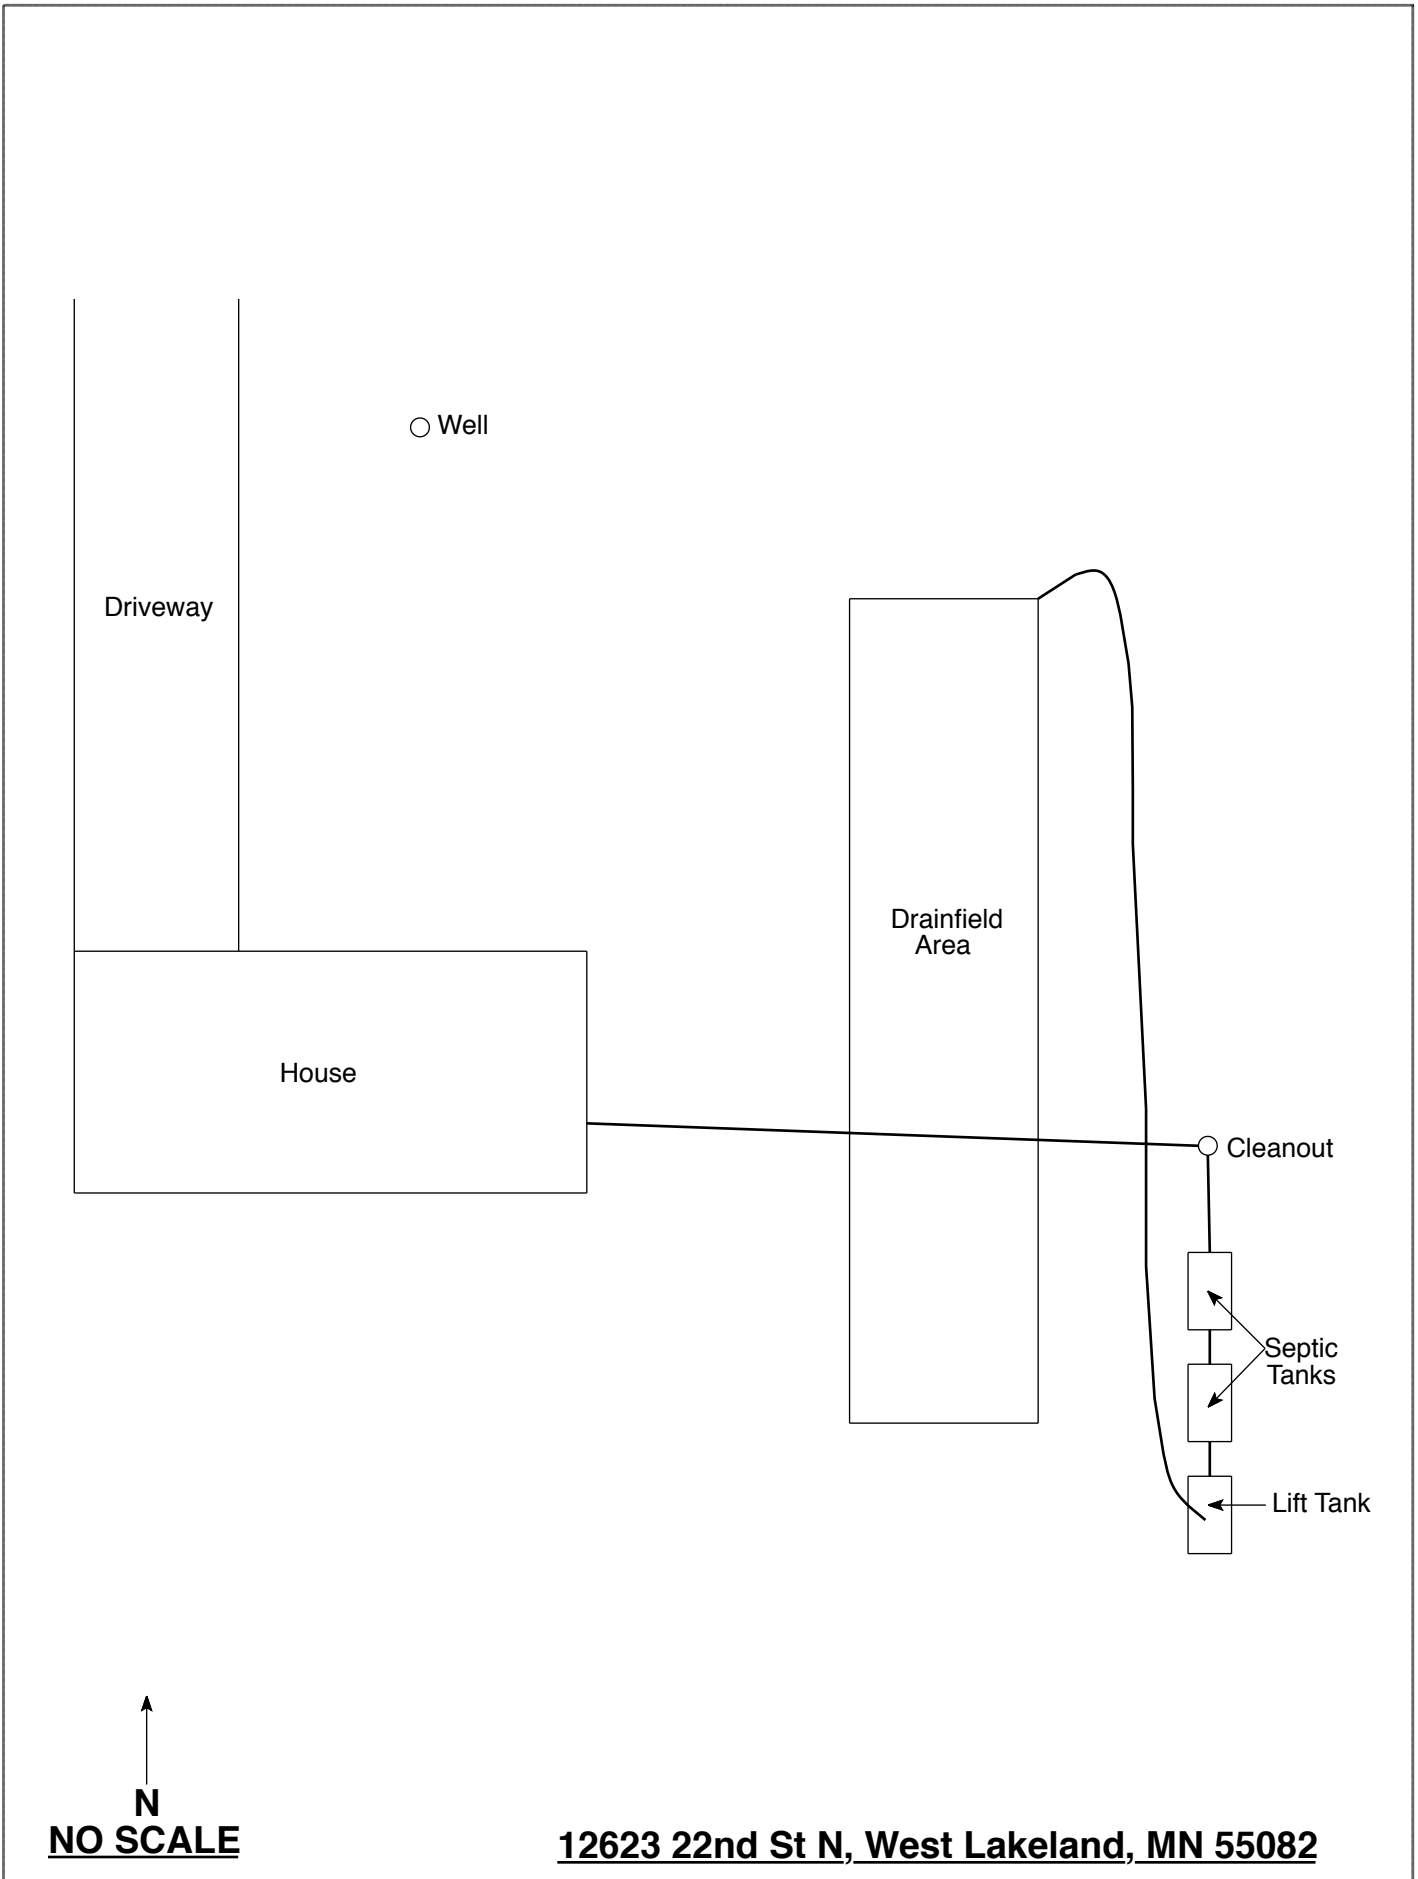 Well
Driveway
Drainfield
Area
House
Cleanout
Septic
Tanks
Lift Tank
N
NO SCALE
12623 22nd St N, West Lakeland, MN 55082